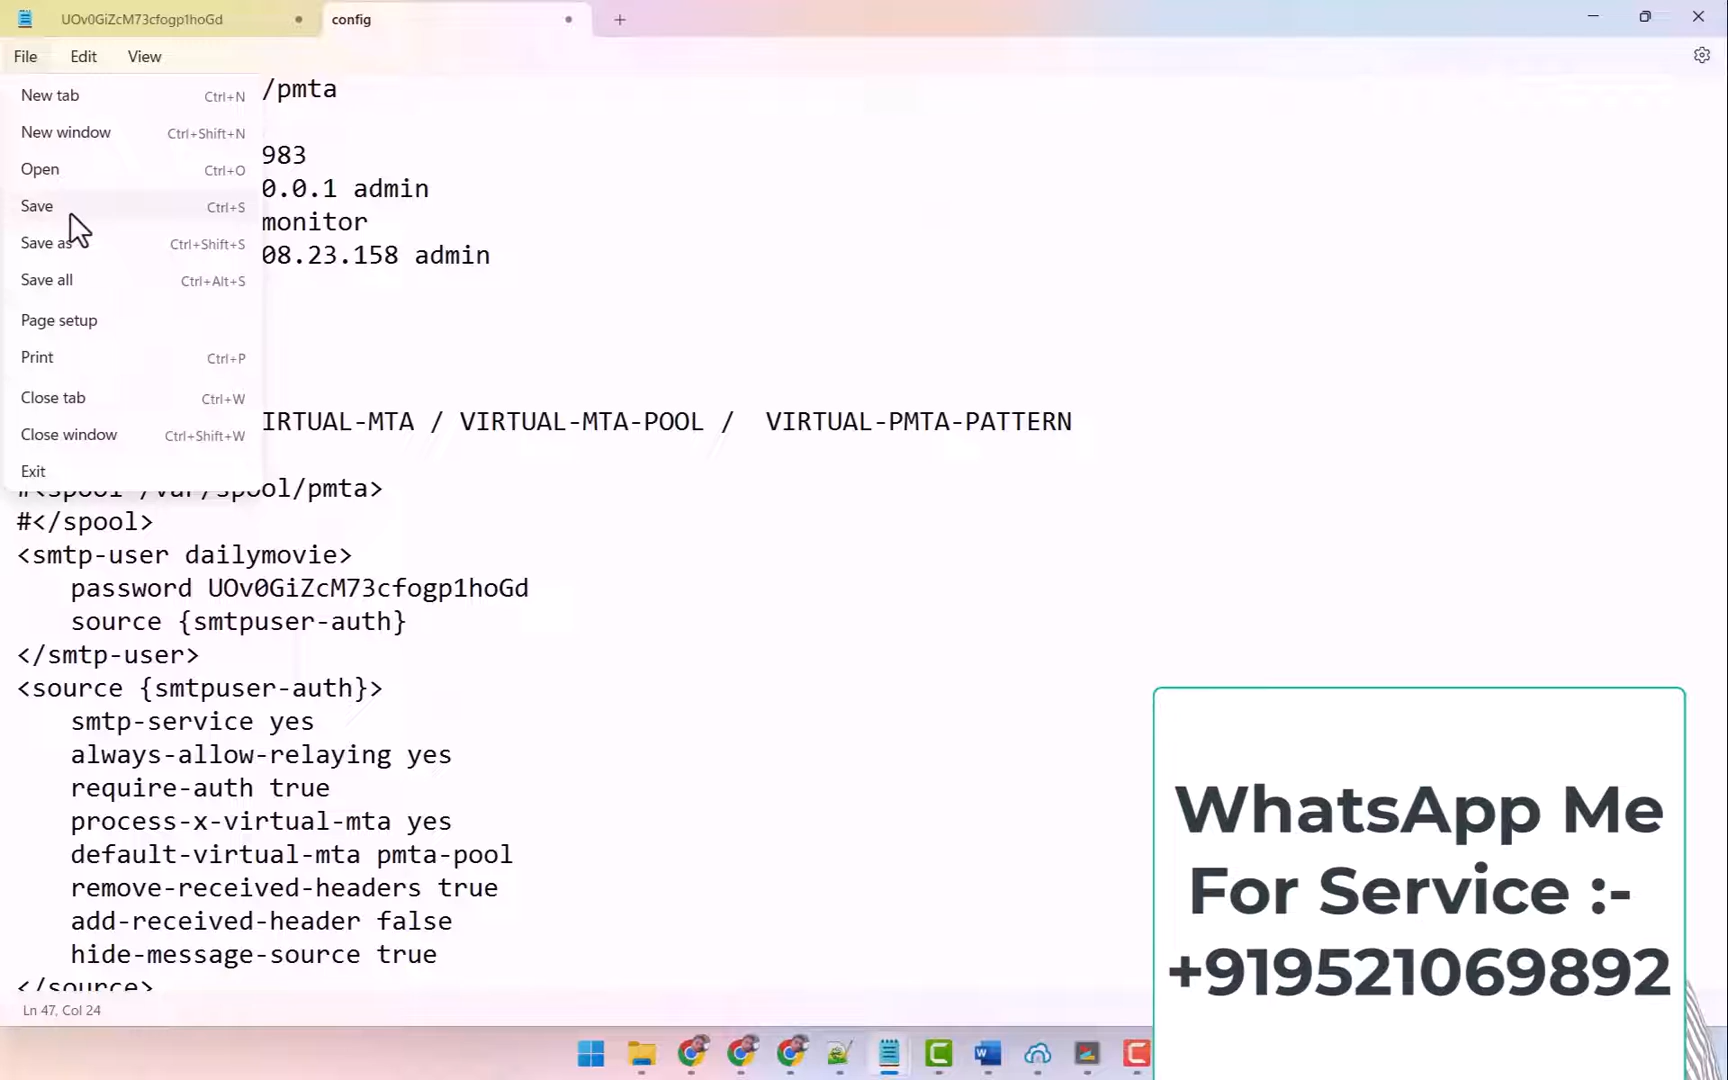 UOv0GiZcM73cfogp1hoGd
config
File Edit View
New tab Ctrl+N
New window Ctrl+Shift+N
Open Ctrl+O
Save Ctrl+S
Save as Ctrl+Shift+S
Save all Ctrl+Alt+S
Page setup
Print Ctrl+P
Close tab Ctrl+W
Close window Ctrl+Shift+W
Exit
/pmta
983
0.0.1 admin
monitor
08.23.158 admin
IRTUAL-MTA / VIRTUAL-MTA-POOL / VIRTUAL-PMTA-PATTERN
#<spool /var/spool/pmta>
#</spool>
<smtp-user dailymovie>
password UOv0GiZcM73cfogp1hoGd
source {smtpuser-auth}
</smtp-user>
<source {smtpuser-auth}>
smtp-service yes
always-allow-relaying yes
require-auth true
process-x-virtual-mta yes
default-virtual-mta pmta-pool
remove-received-headers true
add-received-header false
hide-message-source true
</source>
Ln 47, Col 24
WhatsApp Me
For Service :-
+919521069892